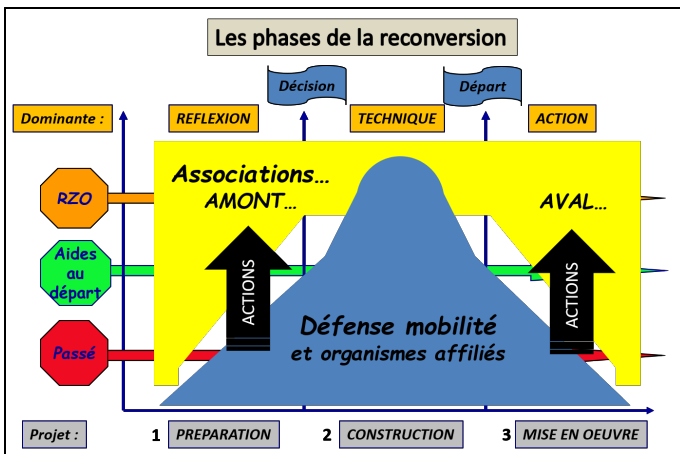 Les phases de la reconversion
Décision
Départ
Dominante :
REFLEXION
TECHNIQUE
ACTION
Associations...
AMONT...
AVAL...
RZO
Aides
au
départ
Passé
ACTIONS
ACTIONS
Défense mobilité
et organismes affiliés
Projet :
1 PREPARATION
2 CONSTRUCTION
3 MISE EN OEUVRE